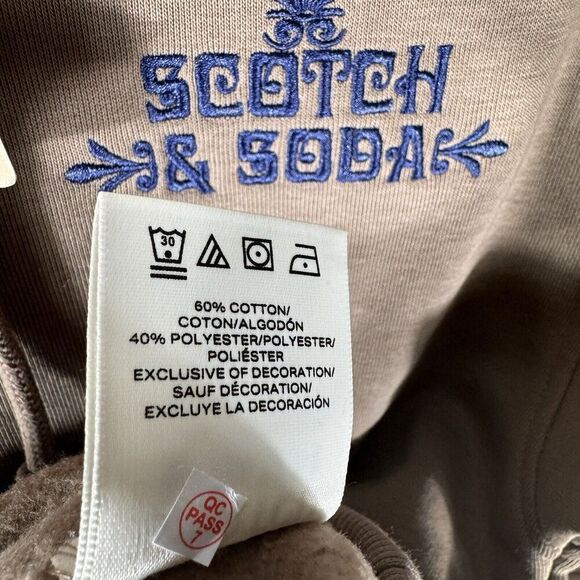 SCOTCH
& SODA
30
60% COTTON/
COTON/ALGODÓN
40% POLYESTER/POLYESTER/
POLIÉSTER
EXCLUSIVE OF DECORATION/
SAUF DÉCORATION/
EXCLUYE LA DECORACIÓN
QC
PASS
7